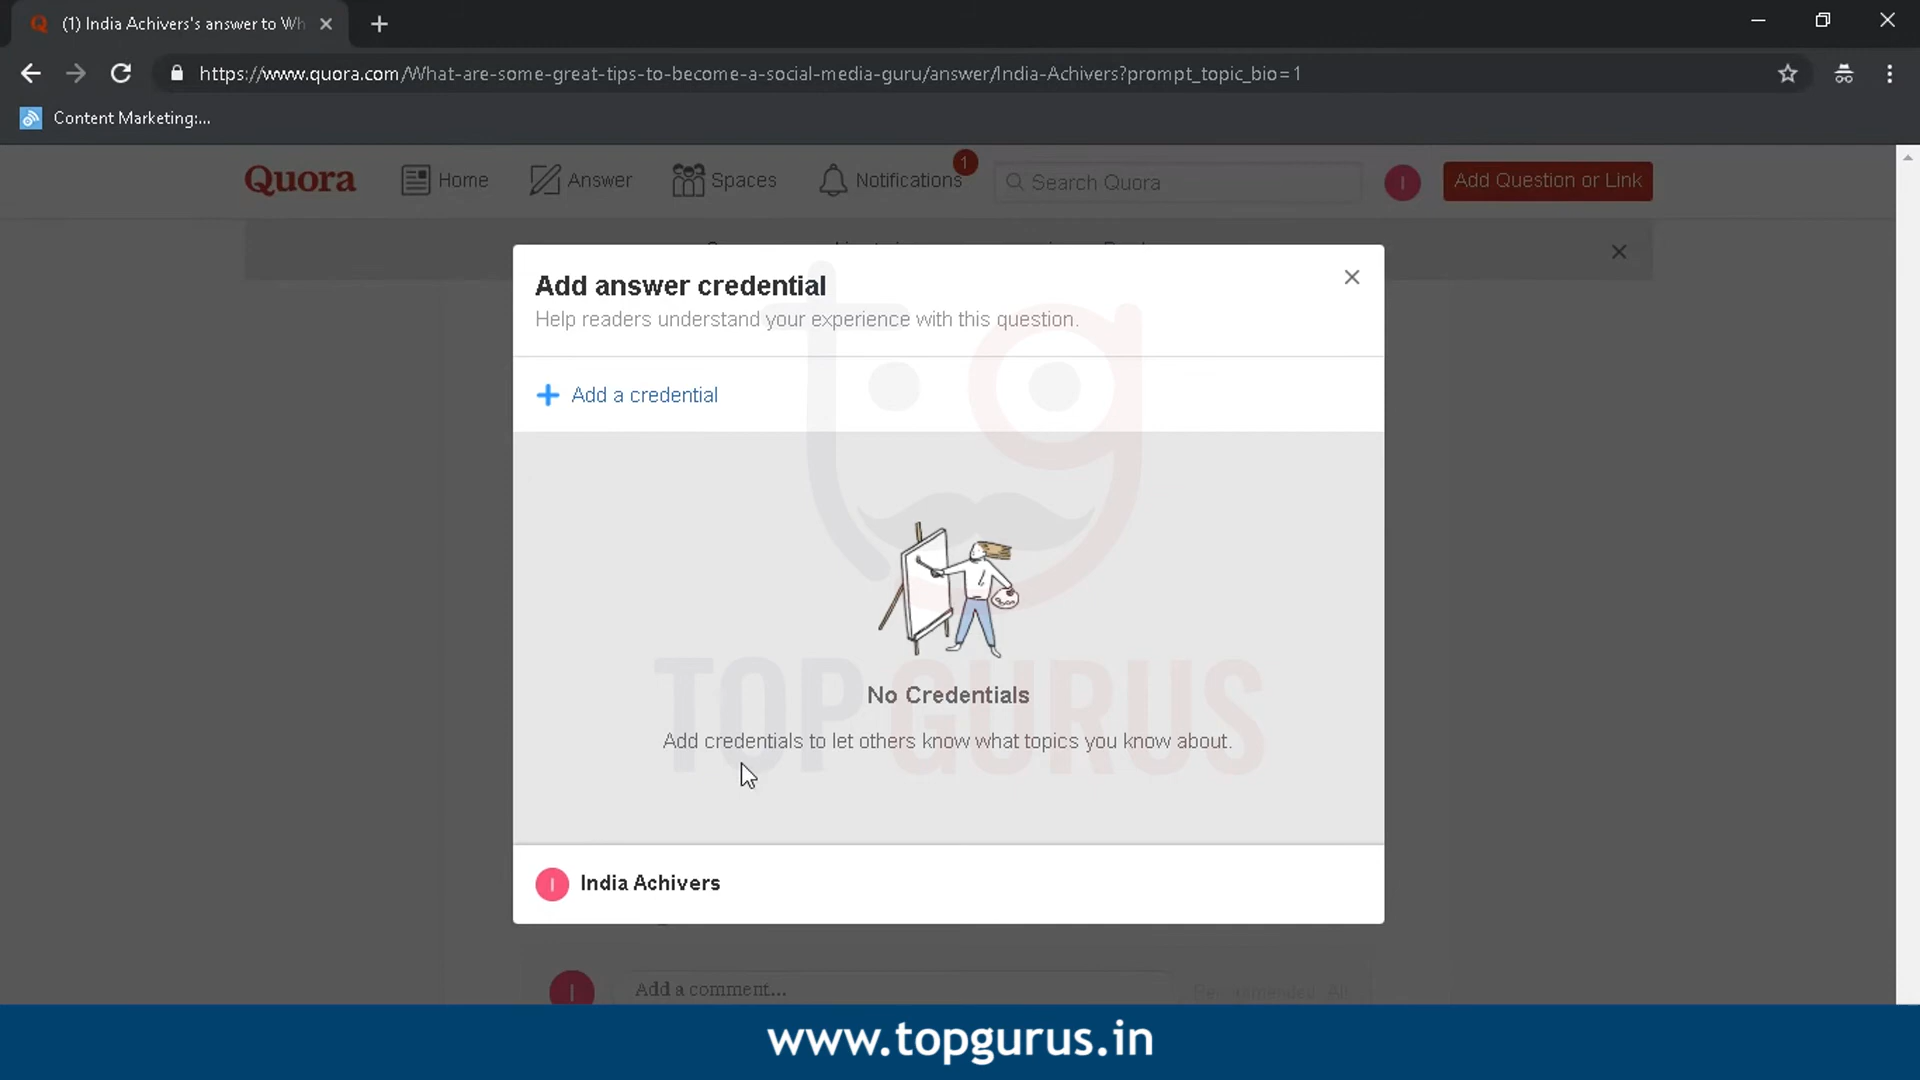 (1) India Achivers's answer to Wh
https://www.quora.com/What-are-some-great-tips-to-become-a-social-media-guru/answer/India-Achivers?prompt_topic_bio=1
Content Marketing:...
Quora Home Answer Spaces Notifications 1 Search Quora I Add Question or Link
Add answer credential
Help readers understand your experience with this question.
Add a credential
TOPGURUS
No Credentials
Add credentials to let others know what topics you know about.
I India Achivers
I Add a comment... Recommended All
www.topgurus.in